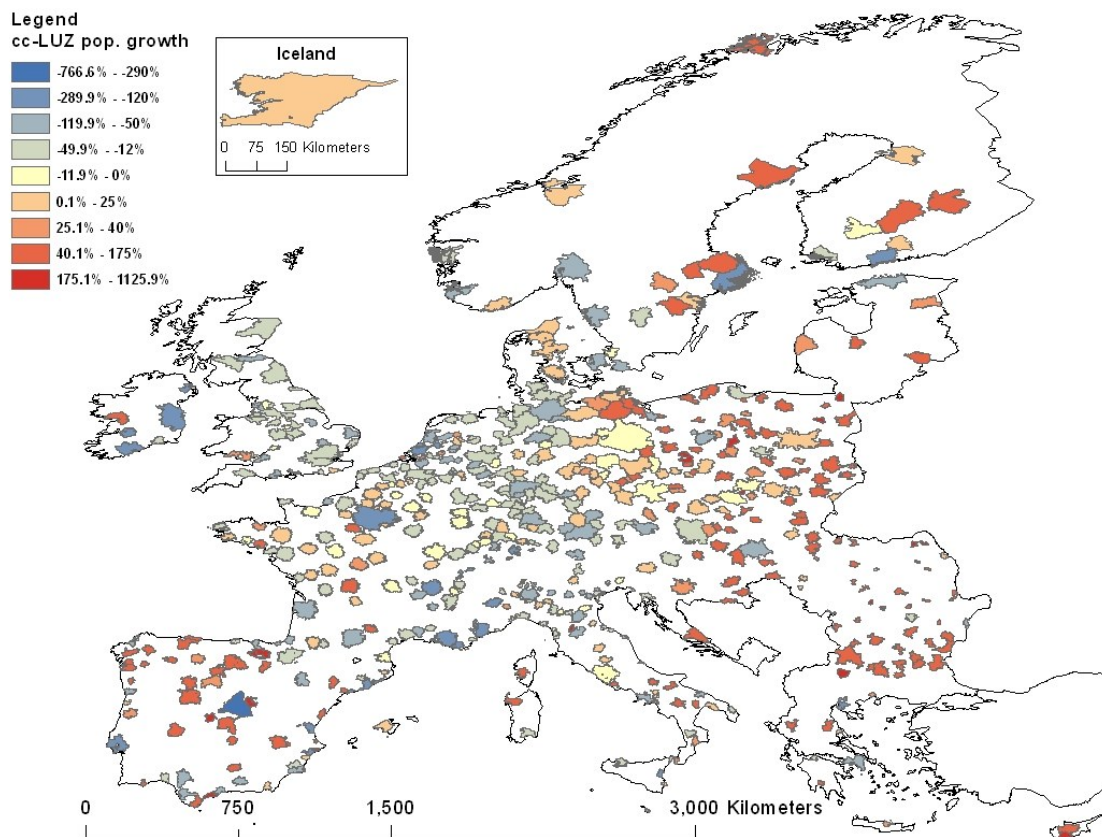 Legend
cc-LUZ pop. growth
-766.6% - -290%
-289.9% - -120%
-119.9% - -50%
-49.9% - -12%
-11.9% - 0%
0.1% - 25%
25.1% - 40%
40.1% - 175%
175.1% - 1125.9%
Iceland
0 75 150 Kilometers
0 750 1,500 3,000 Kilometers